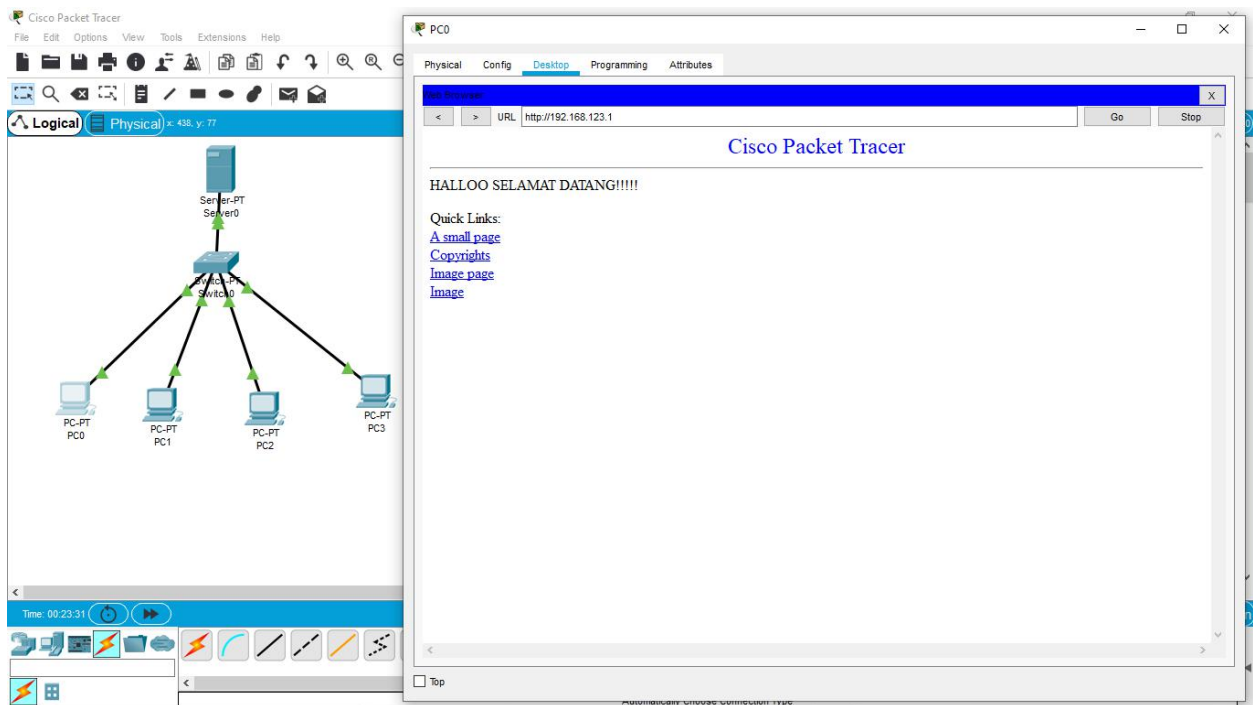 Cisco Packet Tracer
File Edit Options View Tools Extensions Help
Logical Physical x: 438, y: 77
Server-PT
Server0
Switch-PT
Switch0
PC-PT
PC0
PC-PT
PC1
PC-PT
PC2
PC-PT
PC3
Time: 00:23:31
PC0
Physical Config Desktop Programming Attributes
Web Browser
< > URL http://192.168.123.1 Go Stop
X
Cisco Packet Tracer
HALLOO SELAMAT DATANG!!!!!
Quick Links:
A small page
Copyrights
Image page
Image
Top
Automatically Choose Connection Type